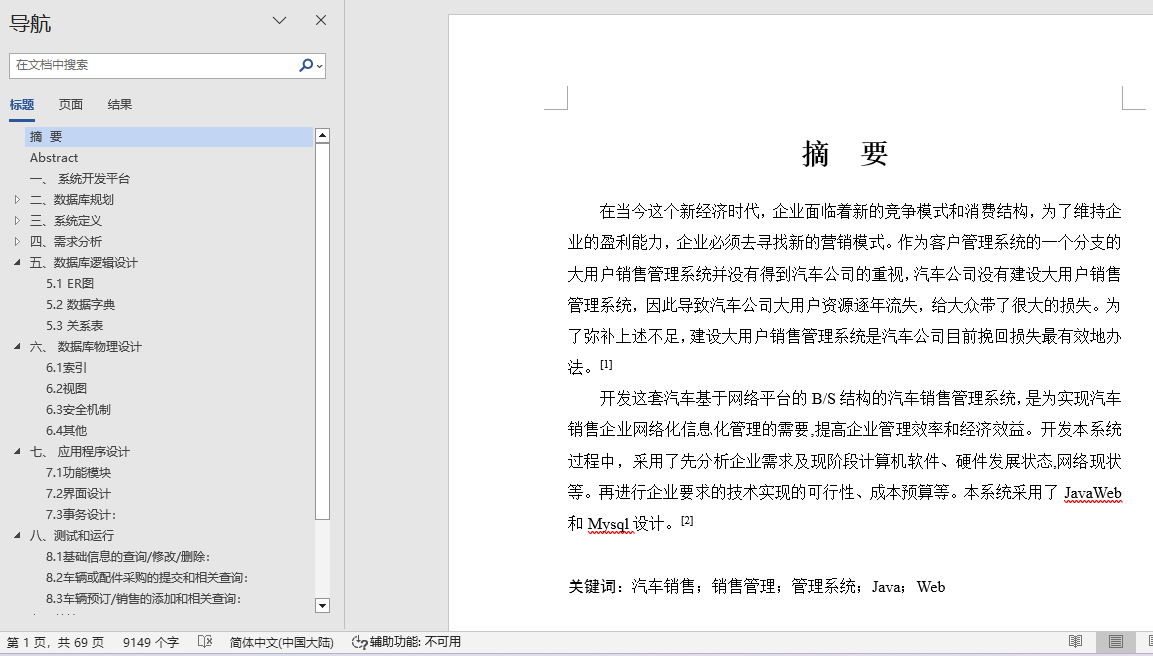 导航
在文档中搜索
标题 页面 结果
摘 要
Abstract
一、 系统开发平台
二、数据库规划
三、系统定义
四、需求分析
五、数据库逻辑设计
5.1 ER图
5.2 数据字典
5.3 关系表
六、 数据库物理设计
6.1索引
6.2视图
6.3安全机制
6.4其他
七、 应用程序设计
7.1功能模块
7.2界面设计
7.3事务设计：
八、测试和运行
8.1基础信息的查询/修改/删除：
8.2车辆或配件采购的提交和相关查询：
8.3车辆预订/销售的添加和相关查询：
摘 要
在当今这个新经济时代，企业面临着新的竞争模式和消费结构，为了维持企
业的盈利能力，企业必须去寻找新的营销模式。作为客户管理系统的一个分支的
大用户销售管理系统并没有得到汽车公司的重视，汽车公司没有建设大用户销售
管理系统，因此导致汽车公司大用户资源逐年流失，给大众带了很大的损失。为
了弥补上述不足，建设大用户销售管理系统是汽车公司目前挽回损失最有效地办
法。[1]
开发这套汽车基于网络平台的 B/S 结构的汽车销售管理系统，是为实现汽车
销售企业网络化信息化管理的需要,提高企业管理效率和经济效益。开发本系统
过程中，采用了先分析企业需求及现阶段计算机软件、硬件发展状态,网络现状
等。再进行企业要求的技术实现的可行性、成本预算等。本系统采用了 JavaWeb
和 Mysql 设计。[2]
关键词：汽车销售；销售管理；管理系统；Java；Web
第 1 页，共 69 页 9149 个字 简体中文(中国大陆) 辅助功能: 不可用